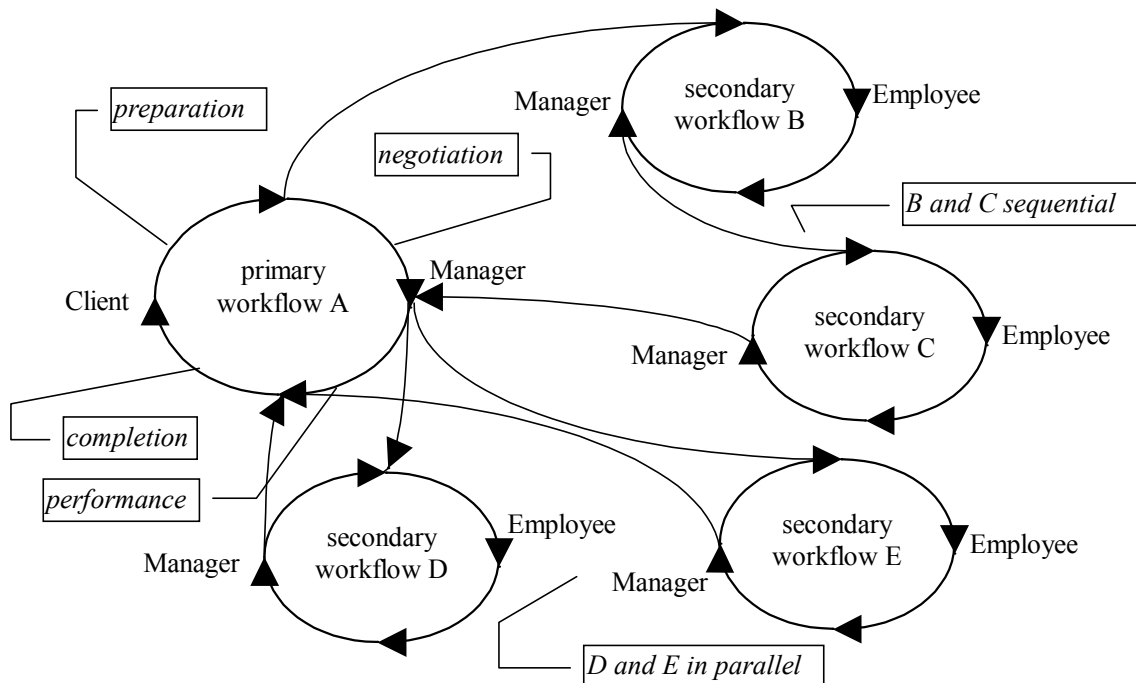 secondary
workflow B
Manager
Employee
preparation
negotiation
B and C sequential
primary
workflow A
Manager
Client
secondary
workflow C
Manager
Employee
completion
performance
secondary
workflow D
Manager
Employee
secondary
workflow E
Manager
Employee
D and E in parallel